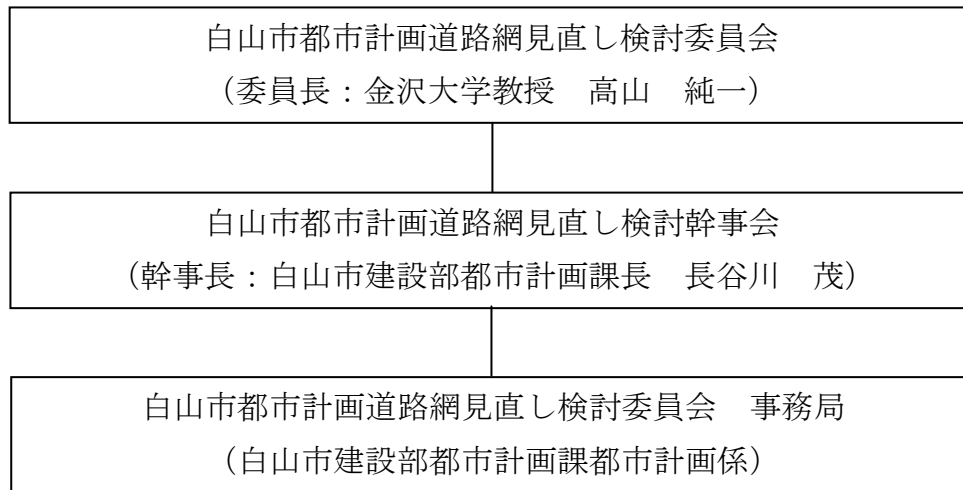 白山市都市計画道路網見直し検討委員会
（委員長：金沢大学教授　高山　純一）
白山市都市計画道路網見直し検討幹事会
（幹事長：白山市建設部都市計画課長　長谷川　茂）
白山市都市計画道路網見直し検討委員会　事務局
（白山市建設部都市計画課都市計画係）